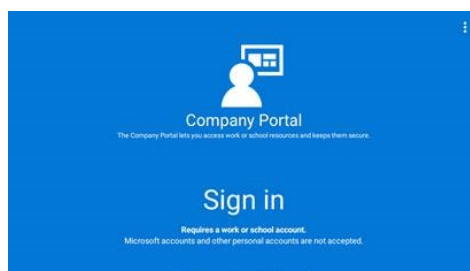 Company Portal
The Company Portal lets you access work or school resources and keeps them secure.
Sign in
Requires a work or school account.
Microsoft accounts and other personal accounts are not accepted.